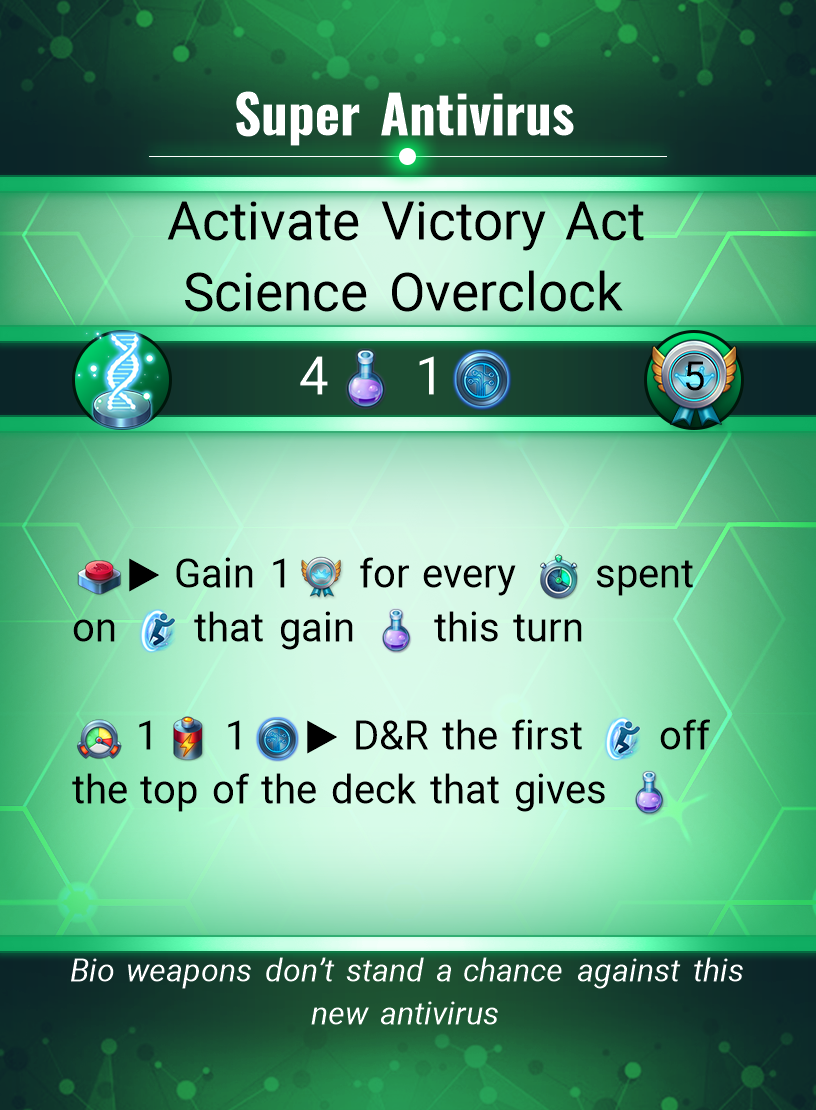 Super Antivirus
Activate Victory Act
Science Overclock
4 1 5
Gain 1 for every spent
on that gain this turn
1 1 D&R the first off
the top of the deck that gives
Bio weapons don't stand a chance against this
new antivirus